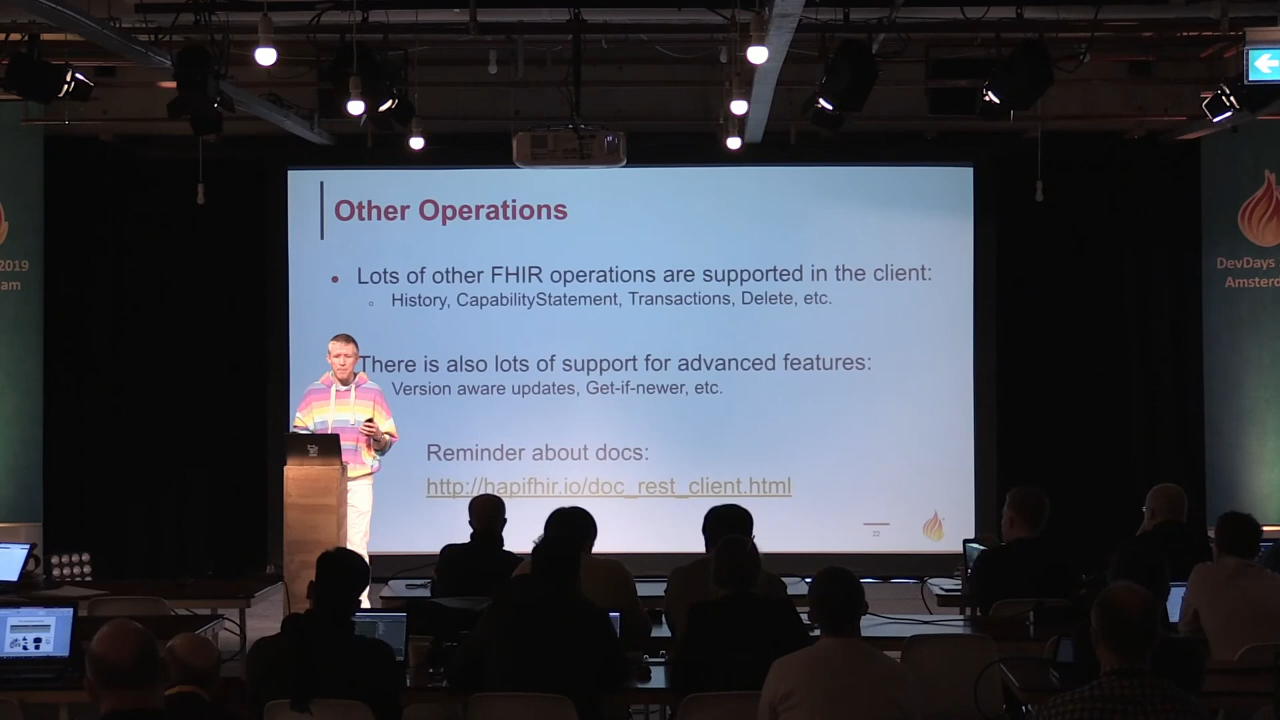 Other Operations
Lots of other FHIR operations are supported in the client:
History, CapabilityStatement, Transactions, Delete, etc.
There is also lots of support for advanced features:
Version aware updates, Get-if-newer, etc.
Reminder about docs:
http://hapifhir.io/doc_rest_client.html
22
2019
am
DevDays
Amsterd